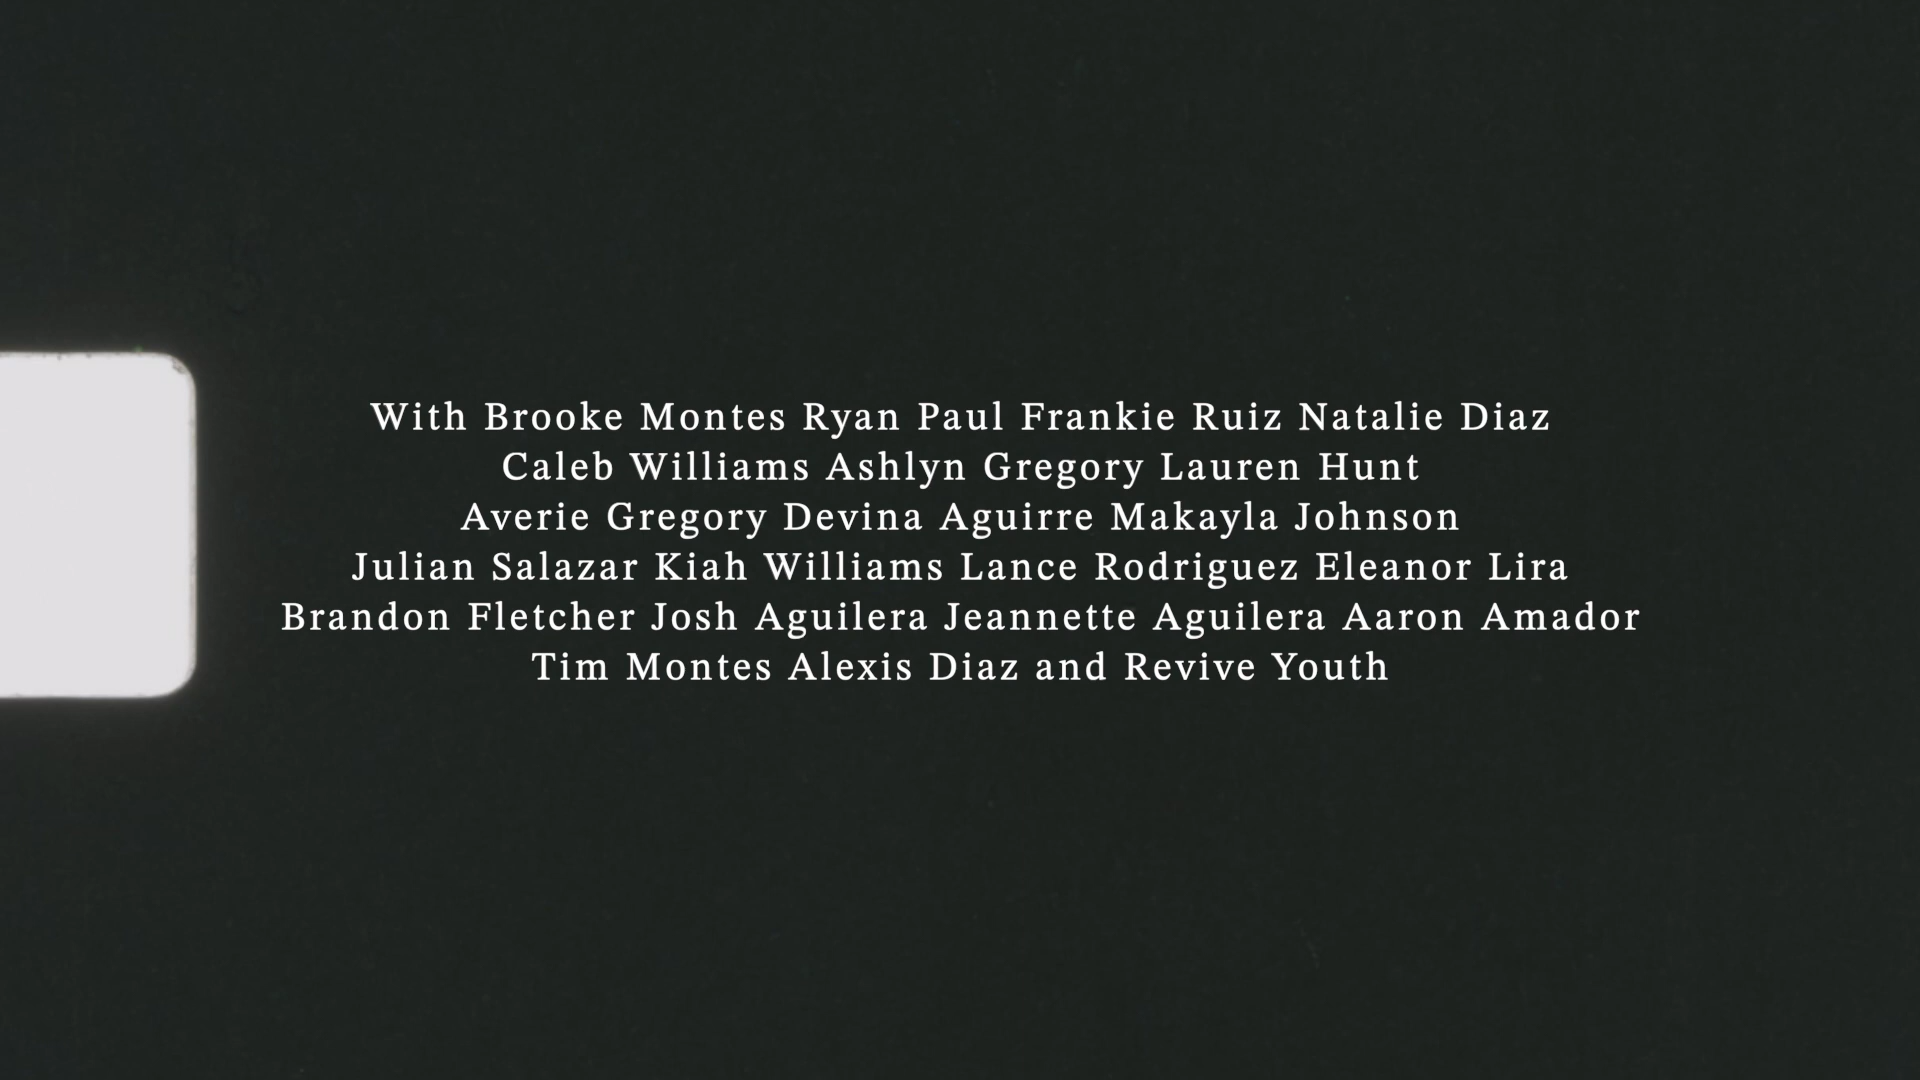 With Brooke Montes Ryan Paul Frankie Ruiz Natalie Diaz
Caleb Williams Ashlyn Gregory Lauren Hunt
Averie Gregory Devina Aguirre Makayla Johnson
Julian Salazar Kiah Williams Lance Rodriguez Eleanor Lira
Brandon Fletcher Josh Aguilera Jeannette Aguilera Aaron Amador
Tim Montes Alexis Diaz and Revive Youth